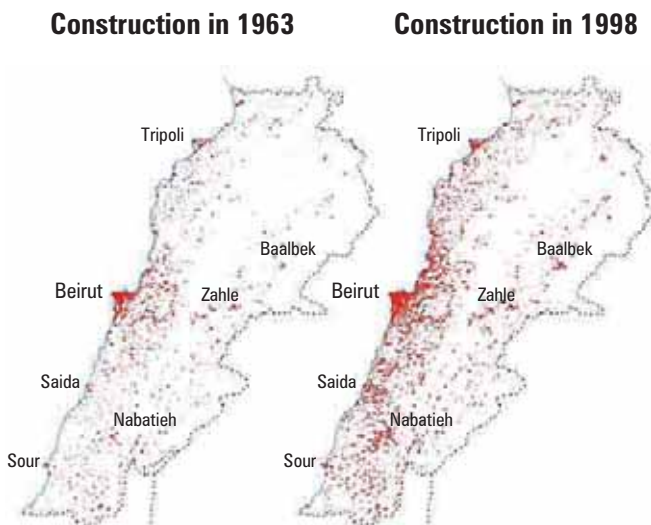 Construction in 1963
Tripoli
Baalbek
Beirut
Zahle
Saida
Nabatieh
Sour
Construction in 1998
Tripoli
Baalbek
Beirut
Zahle
Saida
Nabatieh
Sour